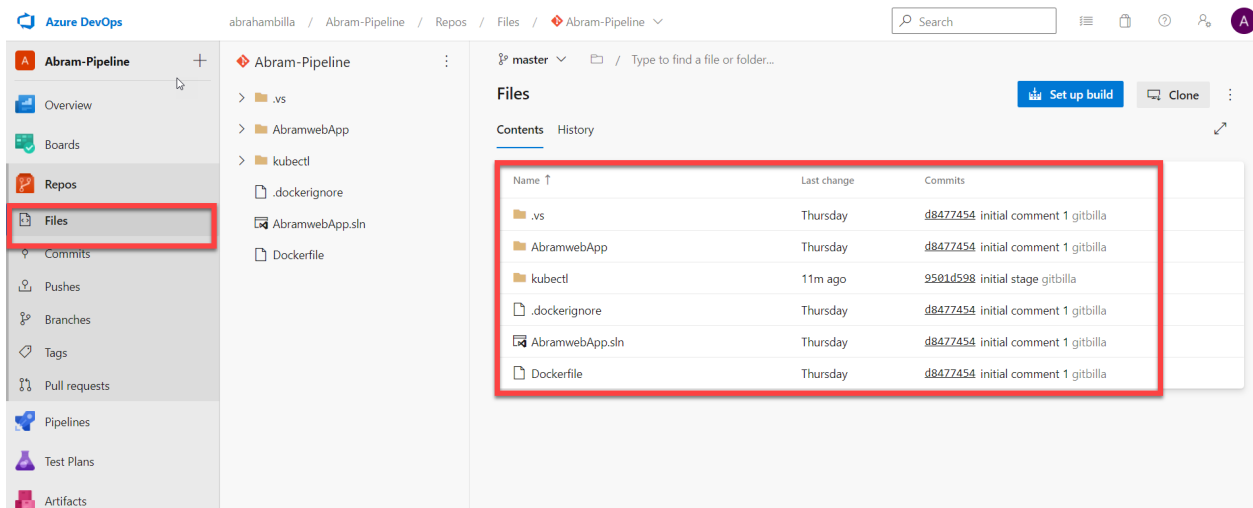 Azure DevOps
abrahambilla / Abram-Pipeline / Repos / Files / Abram-Pipeline
Search
A
A Abram-Pipeline +
Overview
Boards
Repos
Files
Commits
Pushes
Branches
Tags
Pull requests
Pipelines
Test Plans
Artifacts
Abram-Pipeline
.vs
AbramwebApp
kubectl
.dockerignore
AbramwebApp.sln
Dockerfile
master / Type to find a file or folder...
Files
Set up build
Clone
Contents History
Name ↑ Last change Commits
.vs Thursday d8477454 initial comment 1 gitbilla
AbramwebApp Thursday d8477454 initial comment 1 gitbilla
kubectl 11m ago 9501d598 initial stage gitbilla
.dockerignore Thursday d8477454 initial comment 1 gitbilla
AbramwebApp.sln Thursday d8477454 initial comment 1 gitbilla
Dockerfile Thursday d8477454 initial comment 1 gitbilla